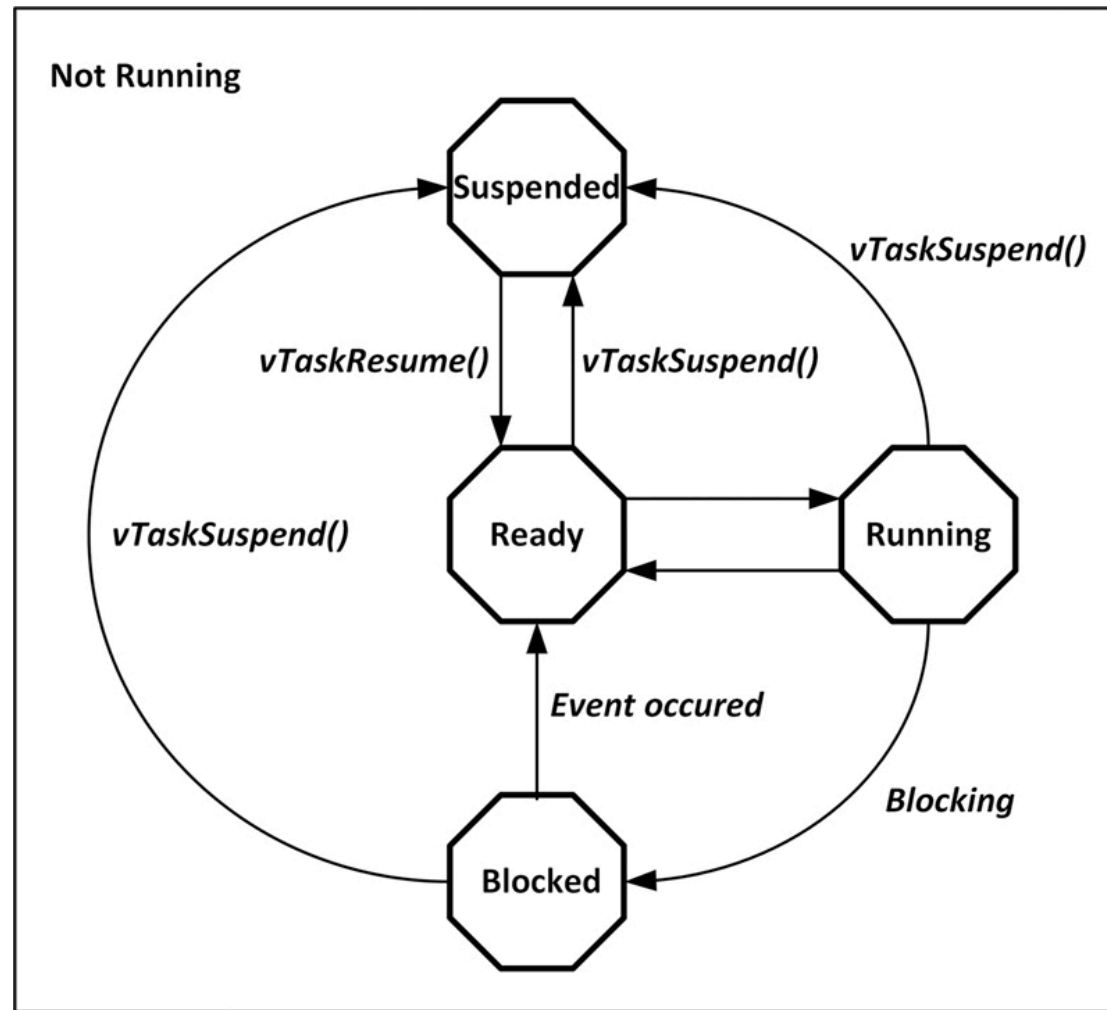 Not Running
Suspended
vTaskSuspend()
vTaskResume()
vTaskSuspend()
vTaskSuspend()
Ready
Running
Event occured
Blocking
Blocked